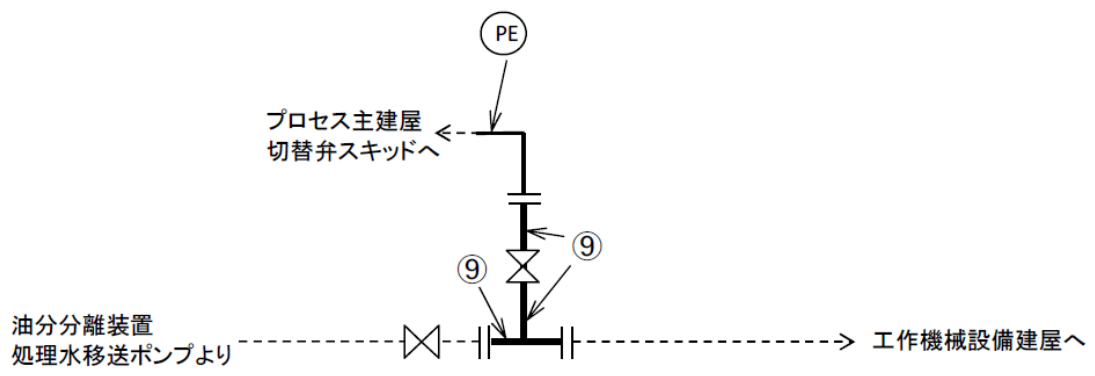 PE
プロセス主建屋
切替弁スキッドへ
⑨
⑨
油分分離装置
処理水移送ポンプより
工作機械設備建屋へ